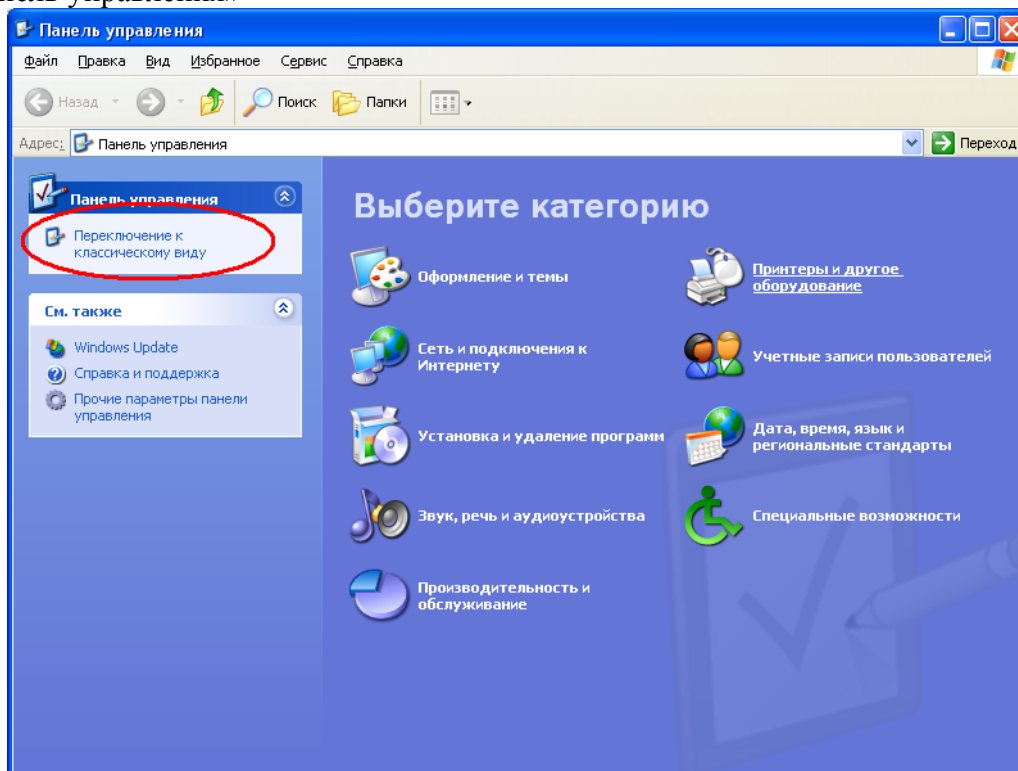 нель управления»
Панель управления
Файл Правка Вид Избранное Сервис Справка
Назад Поиск Папки
Адрес: Панель управления Переход
Панель управления
Переключение к
классическому виду
См. также
Windows Update
Справка и поддержка
Прочие параметры панели
управления
Выберите категорию
Оформление и темы
Принтеры и другое
оборудование
Сеть и подключения к
Интернету
Учетные записи пользователей
Установка и удаление программ
Дата, время, язык и
региональные стандарты
Звук, речь и аудиоустройства
Специальные возможности
Производительность и
обслуживание